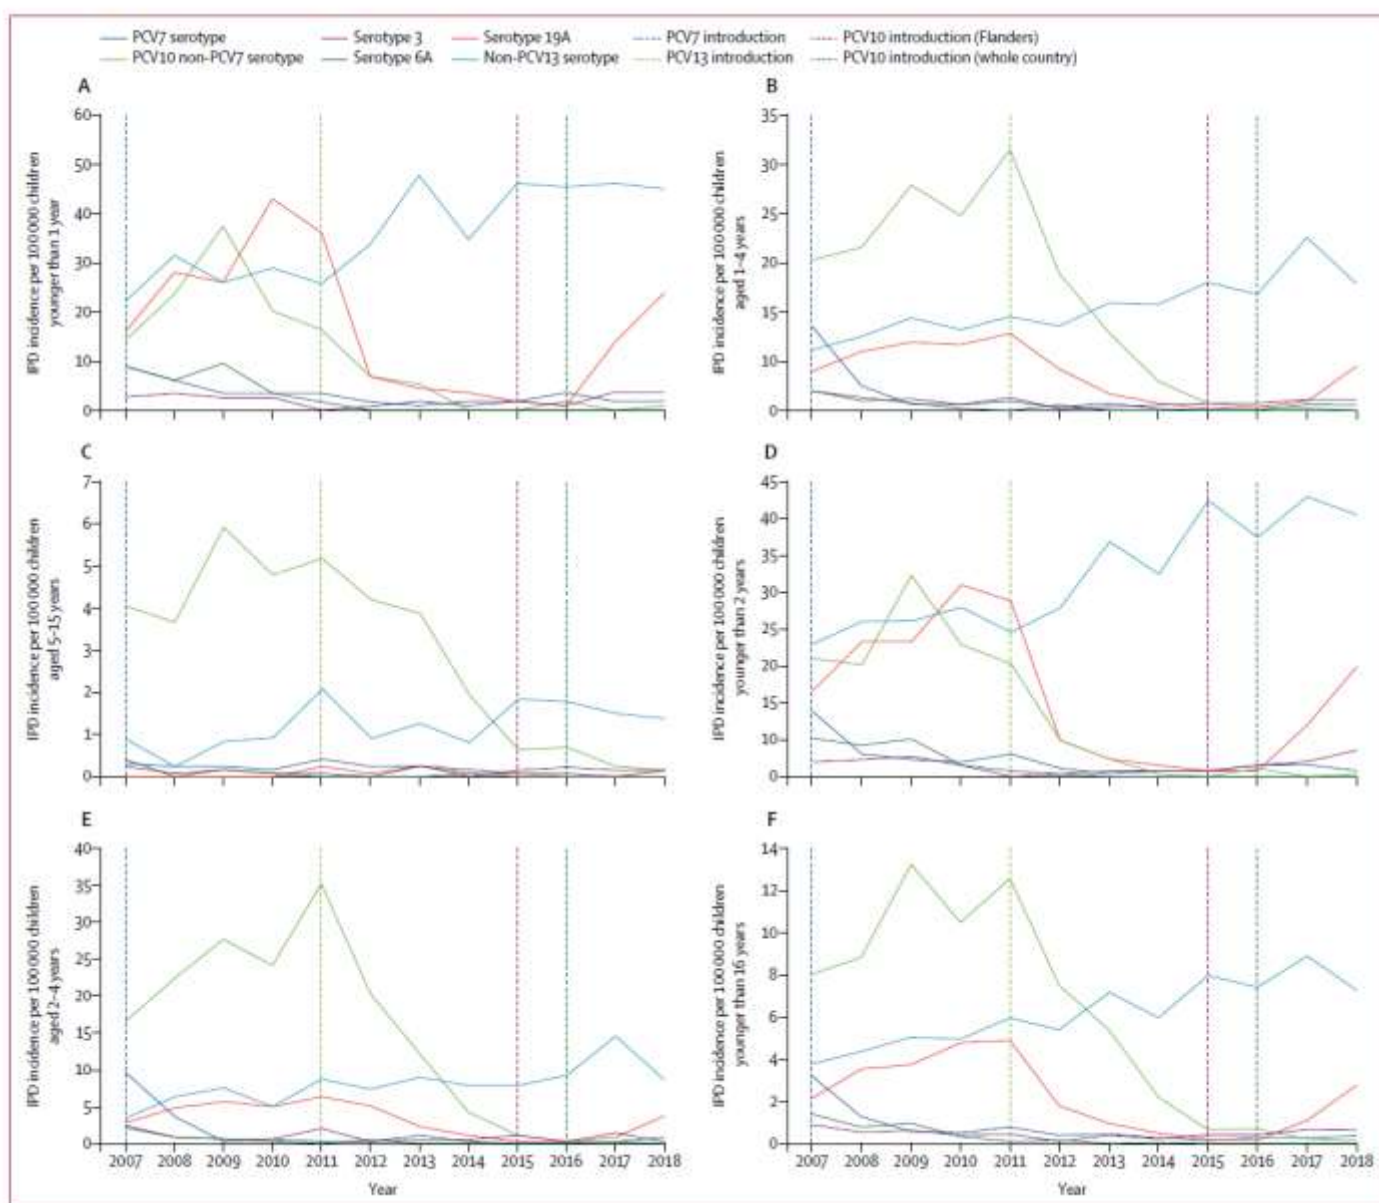 PCV7 serotype
PCV10 non-PCV7 serotype
Serotype 3
Serotype 6A
Serotype 19A
Non-PCV13 serotype
PCV7 introduction
PCV13 introduction
PCV10 introduction (Flanders)
PCV10 introduction (whole country)
A
IPD incidence per 100 000 children
younger than 1 year
60
50
40
30
20
10
0
B
IPD incidence per 100 000 children
aged 1–4 years
35
30
25
20
15
10
0
C
IPD incidence per 100 000 children
aged 5–15 years
7
6
5
4
3
2
1
0
D
IPD incidence per 100 000 children
younger than 2 years
45
40
35
30
25
20
15
10
0
E
IPD incidence per 100 000 children
aged 2–4 years
40
35
30
25
20
15
10
5
0
2007 2008 2009 2010 2011 2012 2013 2014 2015 2016 2017 2018
Year
F
IPD incidence per 100 000 children
younger than 16 years
14
12
10
8
6
4
2
0
2007 2008 2009 2010 2011 2012 2013 2014 2015 2016 2017 2018
Year